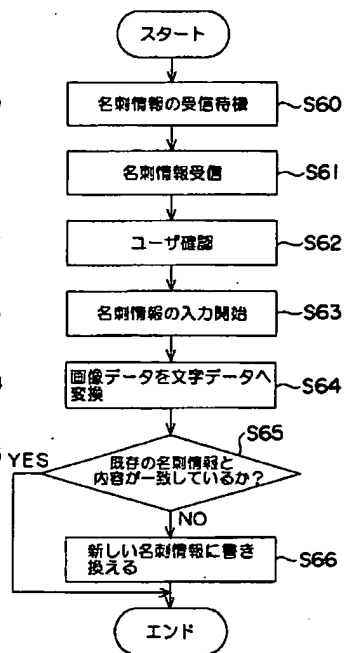 スタート
名刺情報の受信待機 S60
名刺情報受信 S61
ユーザ確認 S62
名刺情報の入力開始 S63
画像データを文字データへ
変換 S64
S65
YES 既存の名刺情報と
内容が一致しているか？
NO
新しい名刺情報に書き
換える S66
エンド